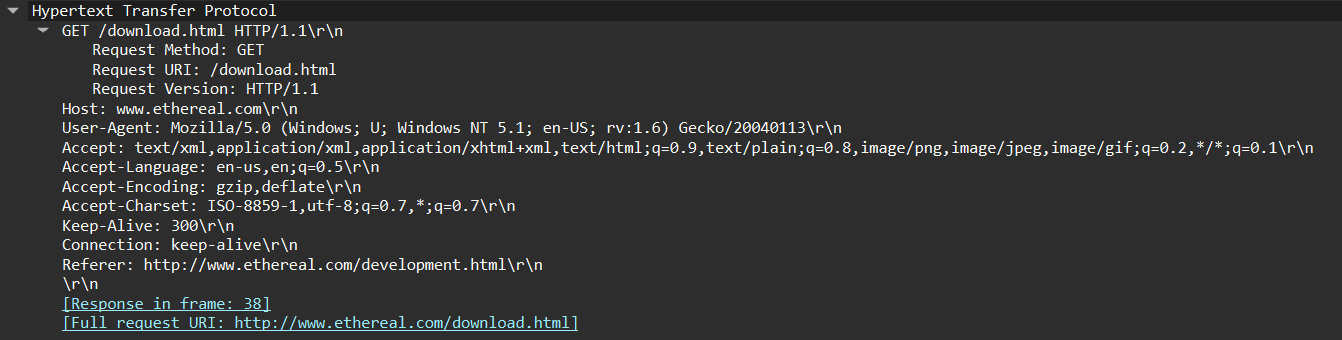 Hypertext Transfer Protocol
GET /download.html HTTP/1.1\r\n
Request Method: GET
Request URI: /download.html
Request Version: HTTP/1.1
Host: www.ethereal.com\r\n
User-Agent: Mozilla/5.0 (Windows; U; Windows NT 5.1; en-US; rv:1.6) Gecko/20040113\r\n
Accept: text/xml,application/xml,application/xhtml+xml,text/html;q=0.9,text/plain;q=0.8,image/png,image/jpeg,image/gif;q=0.2,*/*;q=0.1\r\n
Accept-Language: en-us,en;q=0.5\r\n
Accept-Encoding: gzip,deflate\r\n
Accept-Charset: ISO-8859-1,utf-8;q=0.7,*;q=0.7\r\n
Keep-Alive: 300\r\n
Connection: keep-alive\r\n
Referer: http://www.ethereal.com/development.html\r\n
\r\n
[Response in frame: 38]
[Full request URI: http://www.ethereal.com/download.html]